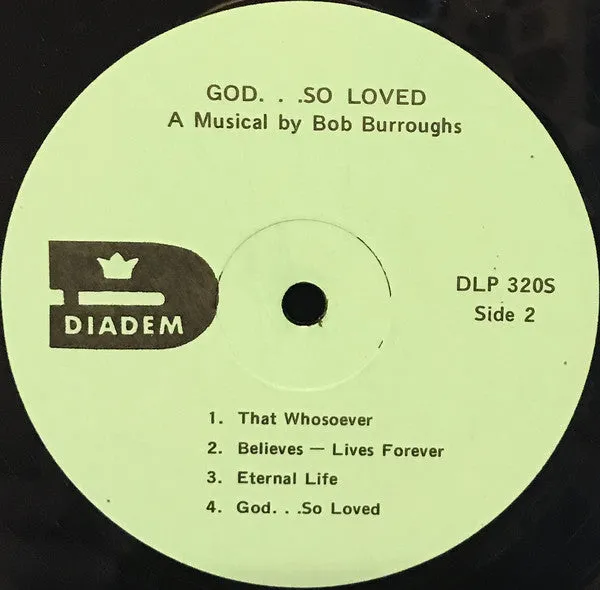 GOD. . .SO LOVED
A Musical by Bob Burroughs
DIADEM
DLP 320S
Side 2
1. That Whosoever
2. Believes — Lives Forever
3. Eternal Life
4. God. . .So Loved